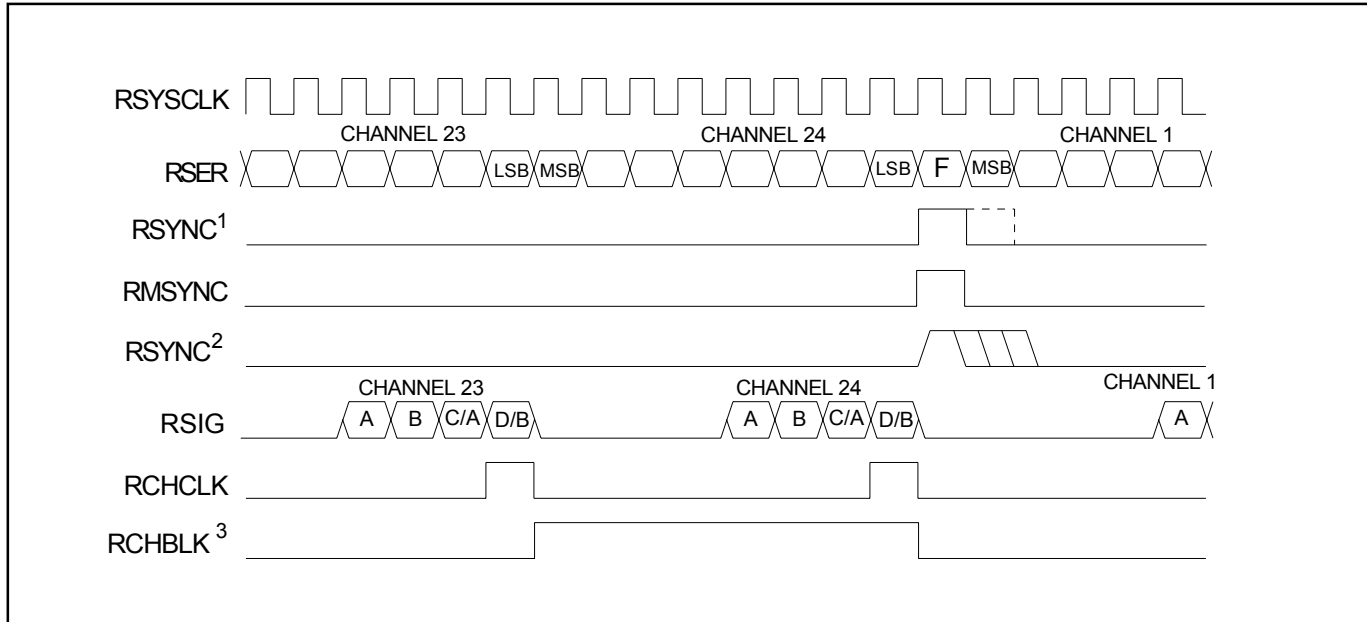 RSYSCLK
CHANNEL 23 CHANNEL 24 CHANNEL 1
RSER LSB MSB LSB F MSB
RSYNC1
RMSYNC
RSYNC2
CHANNEL 23 CHANNEL 24 CHANNEL 1
RSIG A B C/A D/B A B C/A D/B A
RCHCLK
RCHBLK 3